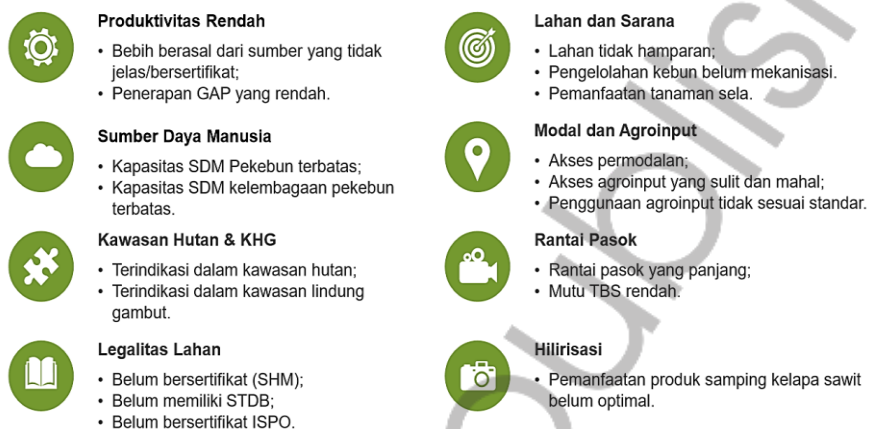 Produktivitas Rendah
• Bebih berasal dari sumber yang tidak
jelas/bersertifikat;
• Penerapan GAP yang rendah.
Sumber Daya Manusia
• Kapasitas SDM Pekebun terbatas;
• Kapasitas SDM kelembagaan pekebun
terbatas.
Kawasan Hutan & KHG
• Terindikasi dalam kawasan hutan;
• Terindikasi dalam kawasan lindung
gambut.
Legalitas Lahan
• Belum bersertifikat (SHM);
• Belum memiliki STDB;
• Belum bersertifikat ISPO.
Lahan dan Sarana
• Lahan tidak hamparan;
• Pengelolahan kebun belum mekanisasi.
• Pemanfaatan tanaman sela.
Modal dan Agroinput
• Akses permodalan;
• Akses agroinput yang sulit dan mahal;
• Penggunaan agroinput tidak sesuai standar.
Rantai Pasok
• Rantai pasok yang panjang;
• Mutu TBS rendah.
Hilirisasi
• Pemanfaatan produk samping kelapa sawit
belum optimal.